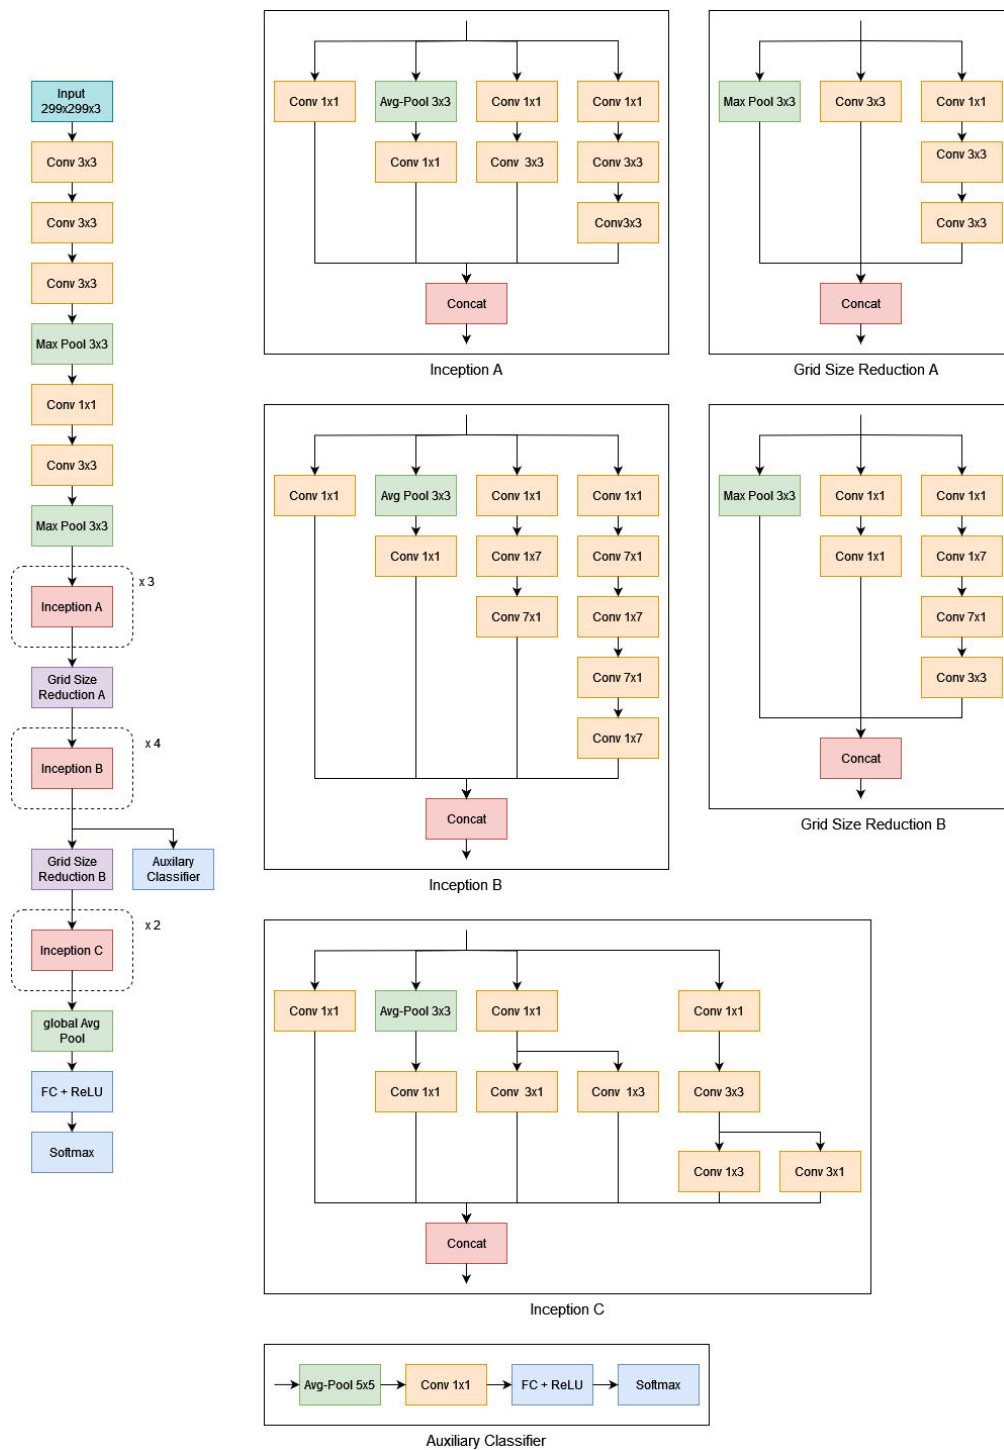 Input
299x299x3
Conv 3x3
Conv 3x3
Conv 3x3
Max Pool 3x3
Conv 1x1
Conv 3x3
Max Pool 3x3
x 3
Inception A
Grid Size
Reduction A
x 4
Inception B
Grid Size
Reduction B
Auxilary
Classifier
x 2
Inception C
global Avg
Pool
FC + ReLU
Softmax
Conv 1x1
Avg-Pool 3x3
Conv 1x1
Conv 1x1
Conv 1x1
Conv 3x3
Conv 3x3
Conv3x3
Concat
Inception A
Max Pool 3x3
Conv 3x3
Conv 1x1
Conv 3x3
Conv 3x3
Concat
Grid Size Reduction A
Conv 1x1
Avg Pool 3x3
Conv 1x1
Conv 1x1
Conv 1x1
Conv 1x7
Conv 7x1
Conv 7x1
Conv 1x7
Conv 7x1
Conv 1x7
Concat
Inception B
Max Pool 3x3
Conv 1x1
Conv 1x1
Conv 1x1
Conv 1x7
Conv 7x1
Conv 3x3
Concat
Grid Size Reduction B
Conv 1x1
Avg-Pool 3x3
Conv 1x1
Conv 1x1
Conv 1x1
Conv 3x1
Conv 1x3
Conv 3x3
Conv 1x3
Conv 3x1
Concat
Inception C
Avg-Pool 5x5
Conv 1x1
FC + ReLU
Softmax
Auxilary Classifier